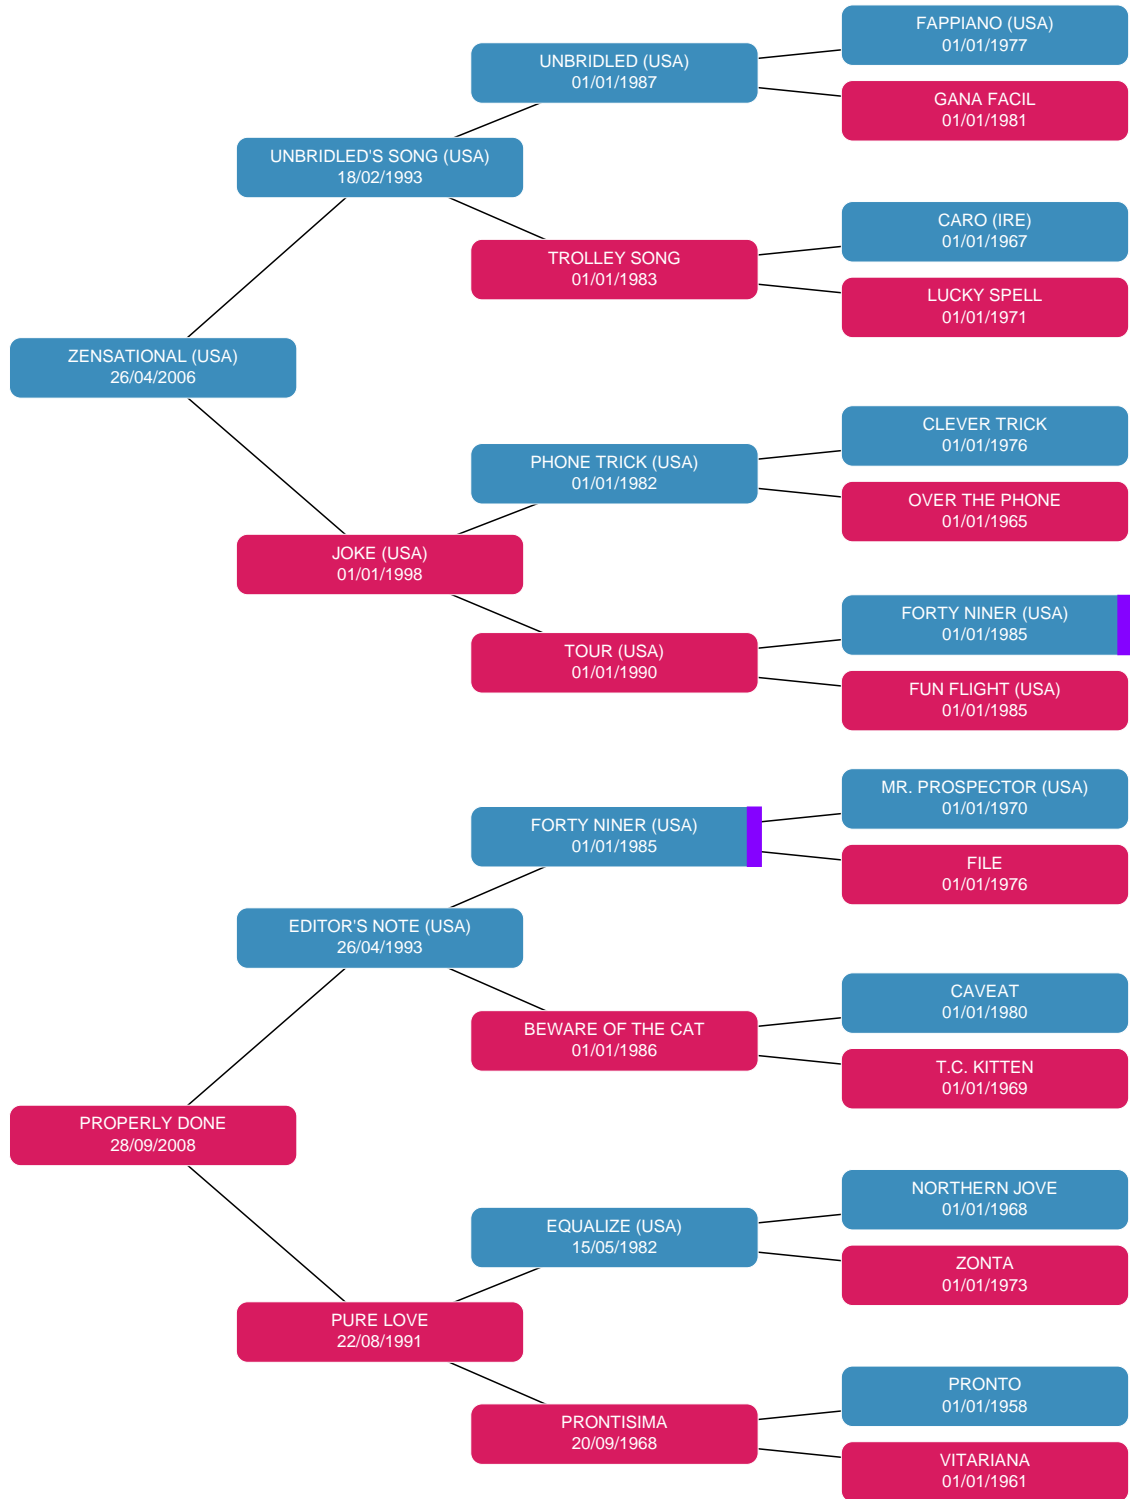 FAPPIANO (USA)
01/01/1977
UNBRIDLED (USA)
01/01/1987
GANA FACIL
01/01/1981
UNBRIDLED'S SONG (USA)
18/02/1993
CARO (IRE)
01/01/1967
TROLLEY SONG
01/01/1983
LUCKY SPELL
01/01/1971
ZENSATIONAL (USA)
26/04/2006
CLEVER TRICK
01/01/1976
PHONE TRICK (USA)
01/01/1982
OVER THE PHONE
01/01/1965
JOKE (USA)
01/01/1998
FORTY NINER (USA)
01/01/1985
TOUR (USA)
01/01/1990
FUN FLIGHT (USA)
01/01/1985
MR. PROSPECTOR (USA)
01/01/1970
FORTY NINER (USA)
01/01/1985
FILE
01/01/1976
EDITOR'S NOTE (USA)
26/04/1993
CAVEAT
01/01/1980
BEWARE OF THE CAT
01/01/1986
T.C. KITTEN
01/01/1969
PROPERLY DONE
28/09/2008
NORTHERN JOVE
01/01/1968
EQUALIZE (USA)
15/05/1982
ZONTA
01/01/1973
PURE LOVE
22/08/1991
PRONTO
01/01/1958
PRONTISIMA
20/09/1968
VITARIANA
01/01/1961